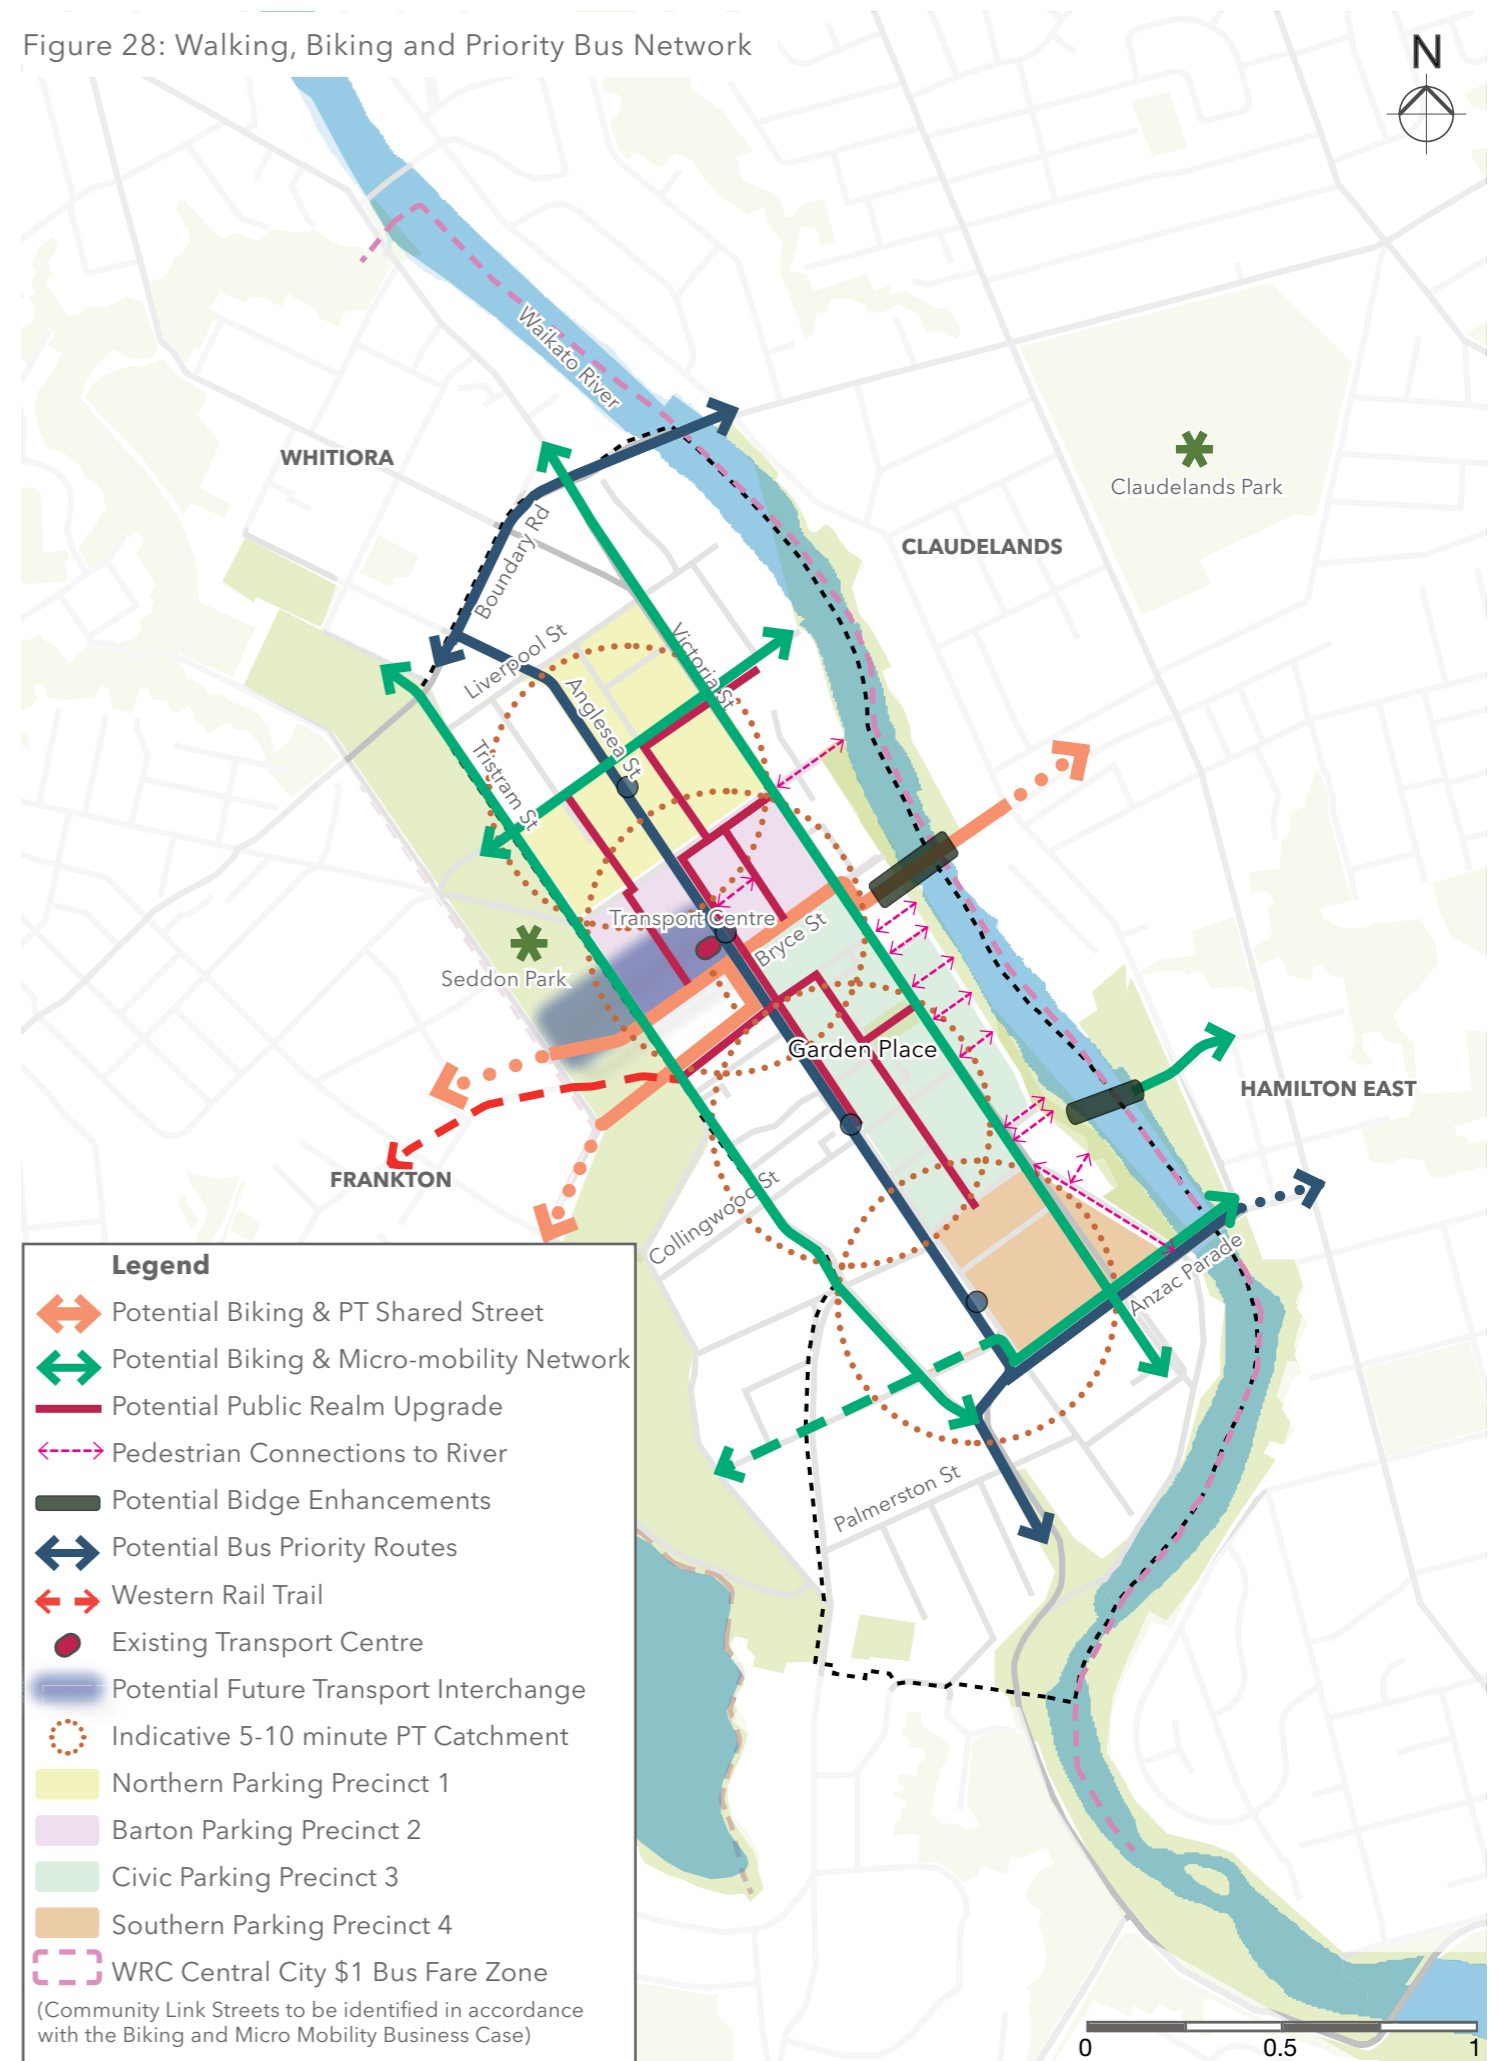 Figure 28: Walking, Biking and Priority Bus Network
N
Waikato River
WHITIORA
Claudelands Park
CLAUDELANDS
Boundary Rd
Liverpool St
Victoria St
Anglesea St
Tristram St
Transport Centre
Bryce St
Seddon Park
Garden Place
HAMILTON EAST
FRANKTON
Collingwood St
Anzac Parade
Palmerston St
Legend
Potential Biking & PT Shared Street
Potential Biking & Micro-mobility Network
Potential Public Realm Upgrade
Pedestrian Connections to River
Potential Bidge Enhancements
Potential Bus Priority Routes
Western Rail Trail
Existing Transport Centre
Potential Future Transport Interchange
Indicative 5-10 minute PT Catchment
Northern Parking Precinct 1
Barton Parking Precinct 2
Civic Parking Precinct 3
Southern Parking Precinct 4
WRC Central City $1 Bus Fare Zone
(Community Link Streets to be identified in accordance
with the Biking and Micro Mobility Business Case)
0 0.5 1